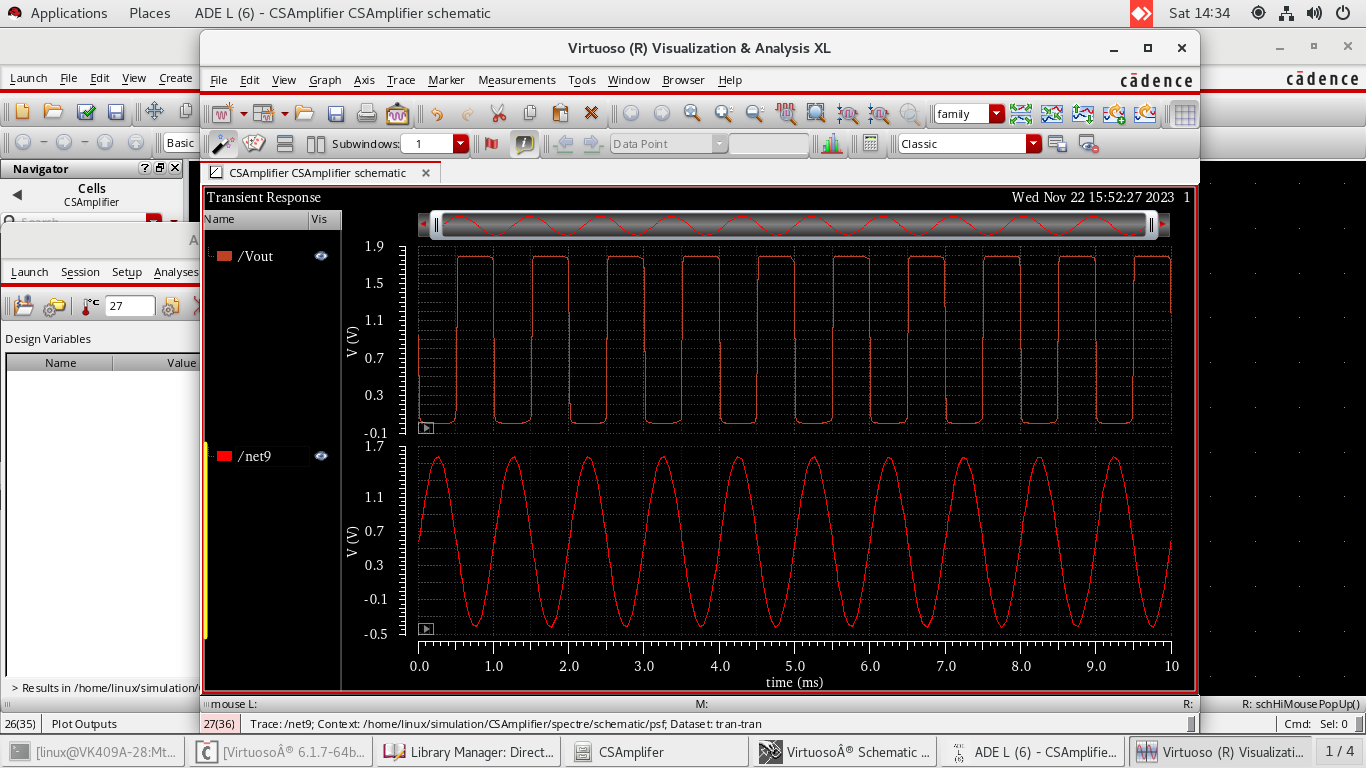 Applications Places ADE L (6) - CSAmplifier CSAmplifier schematic Sat 14:34
Virtuoso (R) Visualization & Analysis XL
Launch File Edit View Create
File Edit View Graph Axis Trace Marker Measurements Tools Window Browser Help
cādence
cādence
family
Basic
Subwindows: 1
Data Point
Classic
Navigator
CSAmplifier CSAmplifier schematic
Cells
CSAmplifier
Search
Transient Response
Wed Nov 22 15:52:27 2023 1
Name Vis
Launch Session Setup Analyses
°C 27
Design Variables
Name Value
/Vout
1.9
1.5
1.1
0.7
0.3
-0.1
V (V)
/net9
1.7
1.1
0.7
0.3
-0.1
-0.5
V (V)
0.0 1.0 2.0 3.0 4.0 5.0 6.0 7.0 8.0 9.0 10
time (ms)
> Results in /home/linux/simulation/
mouse L: M: R:
R: schHiMousePopUp()
26(35) Plot Outputs
27(36) Trace: /net9; Context: /home/linux/simulation/CSAmplifier/spectre/schematic/psf; Dataset: tran-tran
Cmd: Sel: 0
[linux@VK409A-28:Mt... [VirtuosoÂ® 6.1.7-64b... Library Manager: Direct... CSAmplifer VirtuosoÂ® Schematic ... ADE L (6) - CSAmplifie... Virtuoso (R) Visualizati... 1 / 4